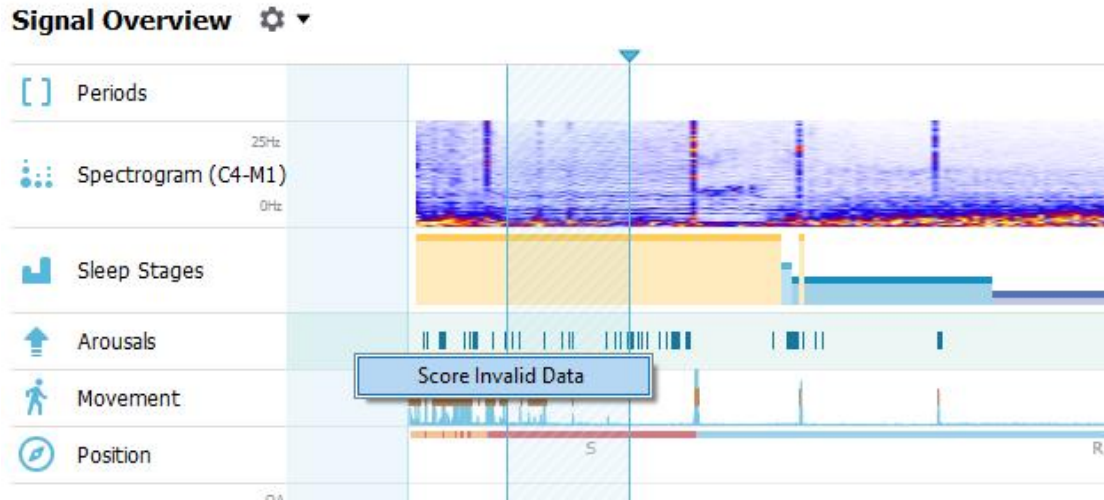 Signal Overview
Periods
25Hz
Spectrogram (C4-M1)
0Hz
Sleep Stages
Arousals
Score Invalid Data
Movement
Position
S
R